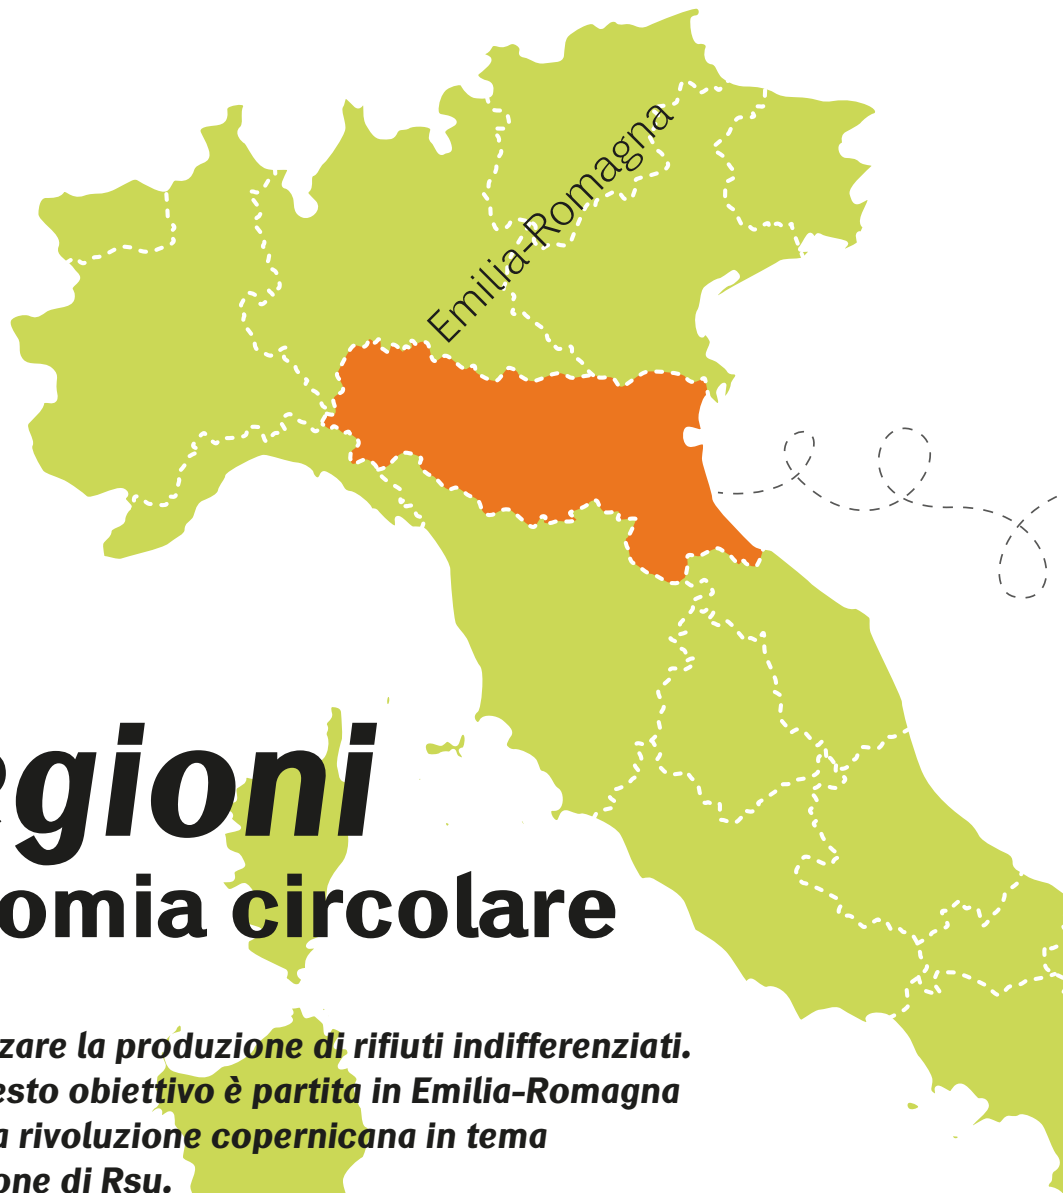 Emilia-Romagna
gioni
omia circolare
zare la produzione di rifiuti indifferenziati.
esto obiettivo è partita in Emilia-Romagna
a rivoluzione copernicana in tema
one di Rsu.